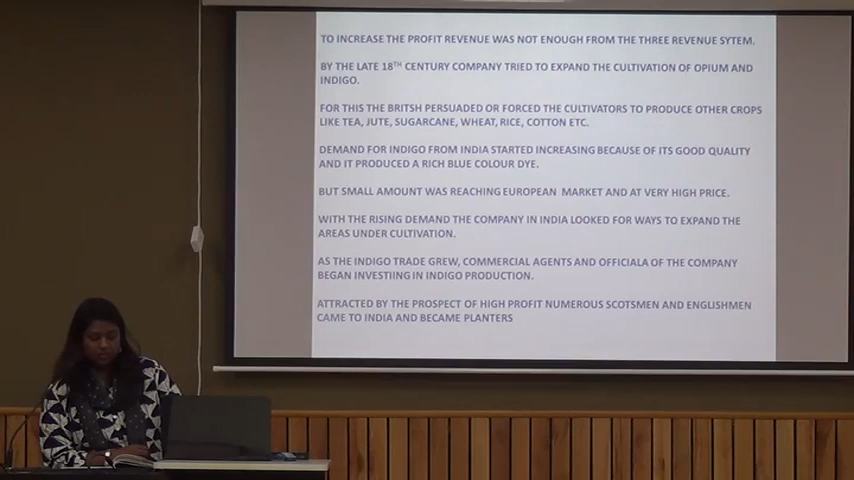 TO INCREASE THE PROFIT REVENUE WAS NOT ENOUGH FROM THE THREE REVENUE SYTEM.
BY THE LATE 18TH CENTURY COMPANY TRIED TO EXPAND THE CULTIVATION OF OPIUM AND
INDIGO.
FOR THIS THE BRITSH PERSUADED OR FORCED THE CULTIVATORS TO PRODUCE OTHER CROPS
LIKE TEA, JUTE, SUGARCANE, WHEAT, RICE, COTTON ETC.
DEMAND FOR INDIGO FROM INDIA STARTED INCREASING BECAUSE OF ITS GOOD QUALITY
AND IT PRODUCED A RICH BLUE COLOUR DYE.
BUT SMALL AMOUNT WAS REACHING EUROPEAN MARKET AND AT VERY HIGH PRICE.
WITH THE RISING DEMAND THE COMPANY IN INDIA LOOKED FOR WAYS TO EXPAND THE
AREAS UNDER CULTIVATION.
AS THE INDIGO TRADE GREW, COMMERCIAL AGENTS AND OFFICIALA OF THE COMPANY
BEGAN INVESTIING IN INDIGO PRODUCTION.
ATTRACTED BY THE PROSPECT OF HIGH PROFIT NUMEROUS SCOTSMEN AND ENGLISHMEN
CAME TO INDIA AND BECAME PLANTERS